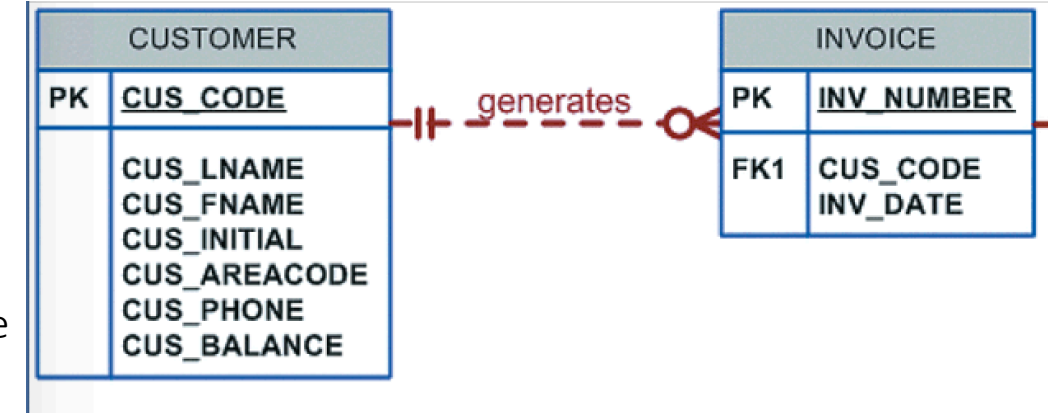 CUSTOMER
PK CUS_CODE
CUS_LNAME
CUS_FNAME
CUS_INITIAL
CUS_AREACODE
CUS_PHONE
CUS_BALANCE
generates
INVOICE
PK INV_NUMBER
FK1 CUS_CODE
INV_DATE
e